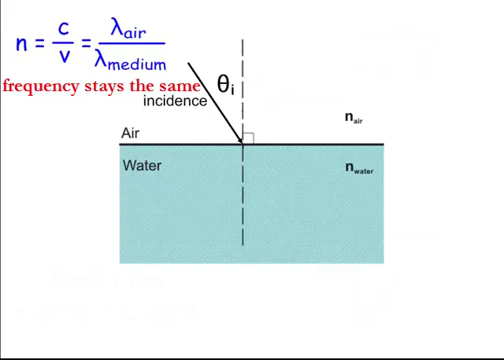 n = c/v = λair/λmedium
frequency stays the same
incidence
θi
nair
Air
Water
nwater